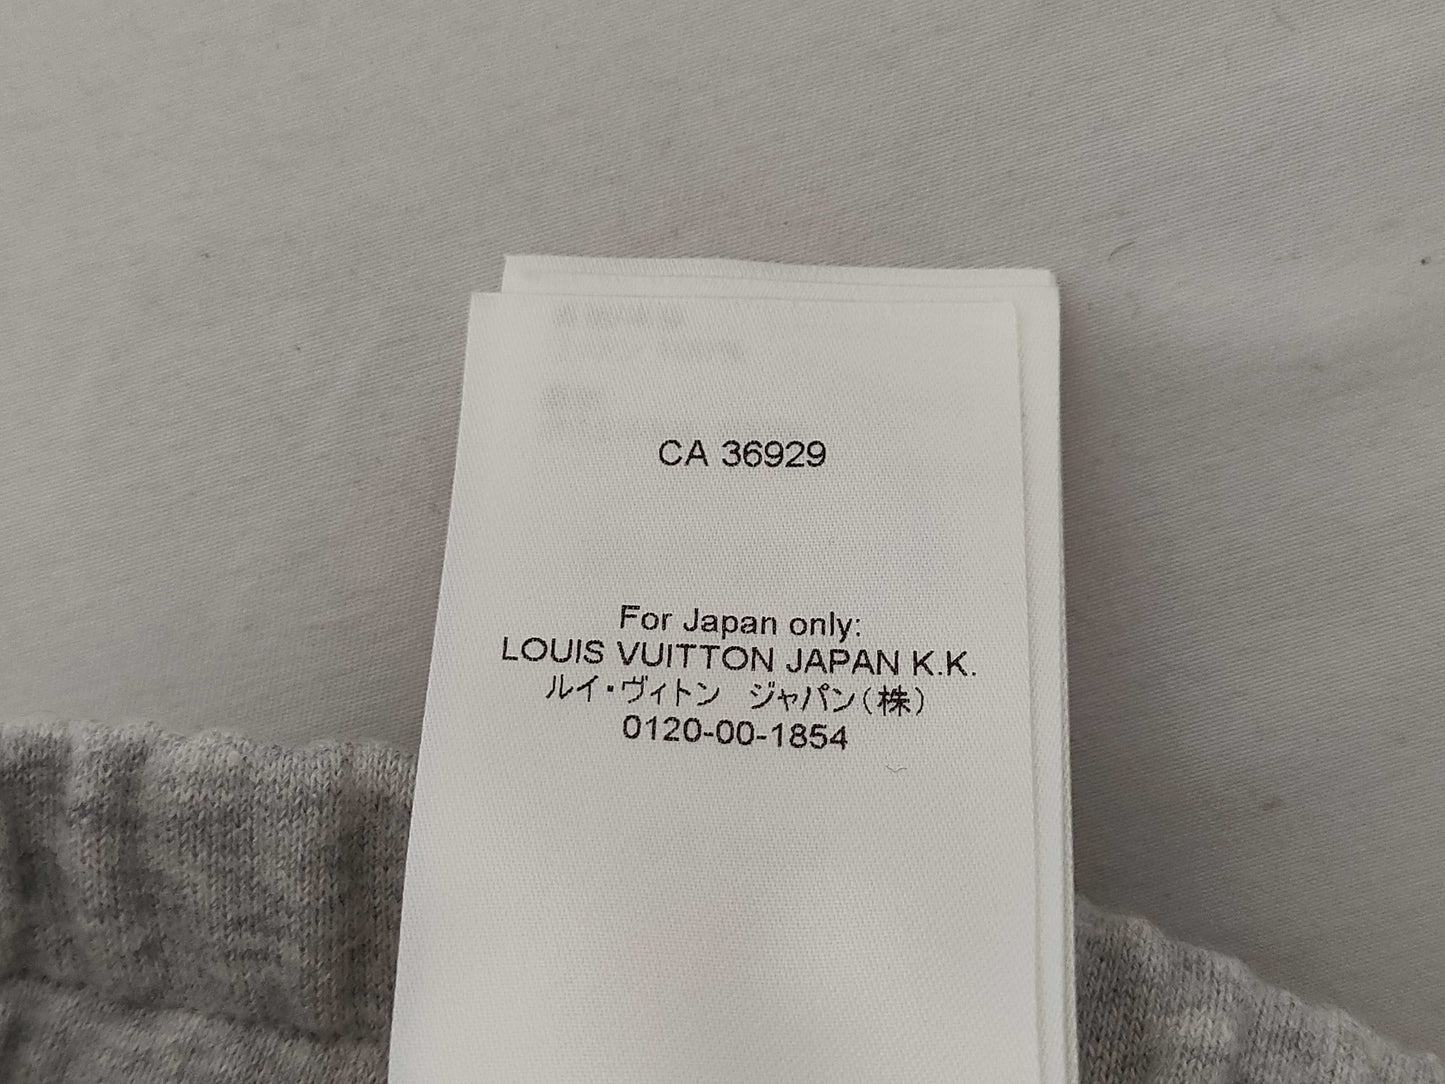 CA 36929
For Japan only:
LOUIS VUITTON JAPAN K.K.
ルイ・ヴィトン ジャパン(株)
0120-00-1854